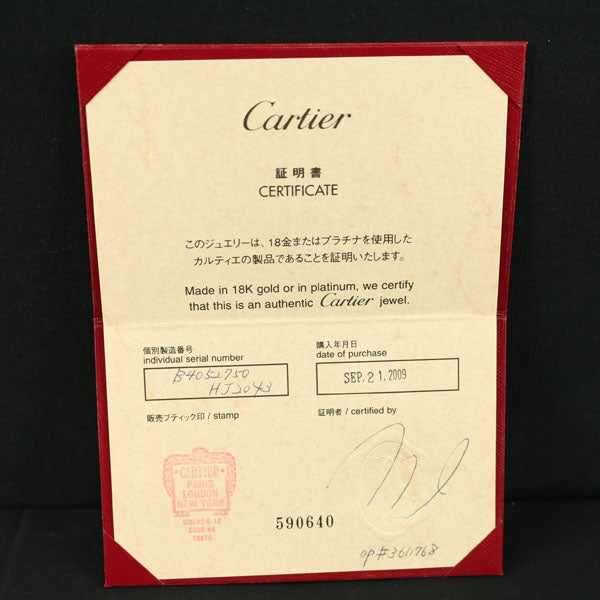 Cartier
証明書
CERTIFICATE
このジュエリーは、18金またはプラチナを使用した
カルティエの製品であることを証明いたします。
Made in 18K gold or in platinum, we certify
that this is an authentic Cartier jewel.
個別製造番号
individual serial number
B4052750
HJ2043
購入年月日
date of purchase
SEP.21.2009
販売ブティック印 / stamp
証明者 / certified by
CARTIER
PARIS
LONDON
NEW YORK
TOKYO
590640
OP#3611768